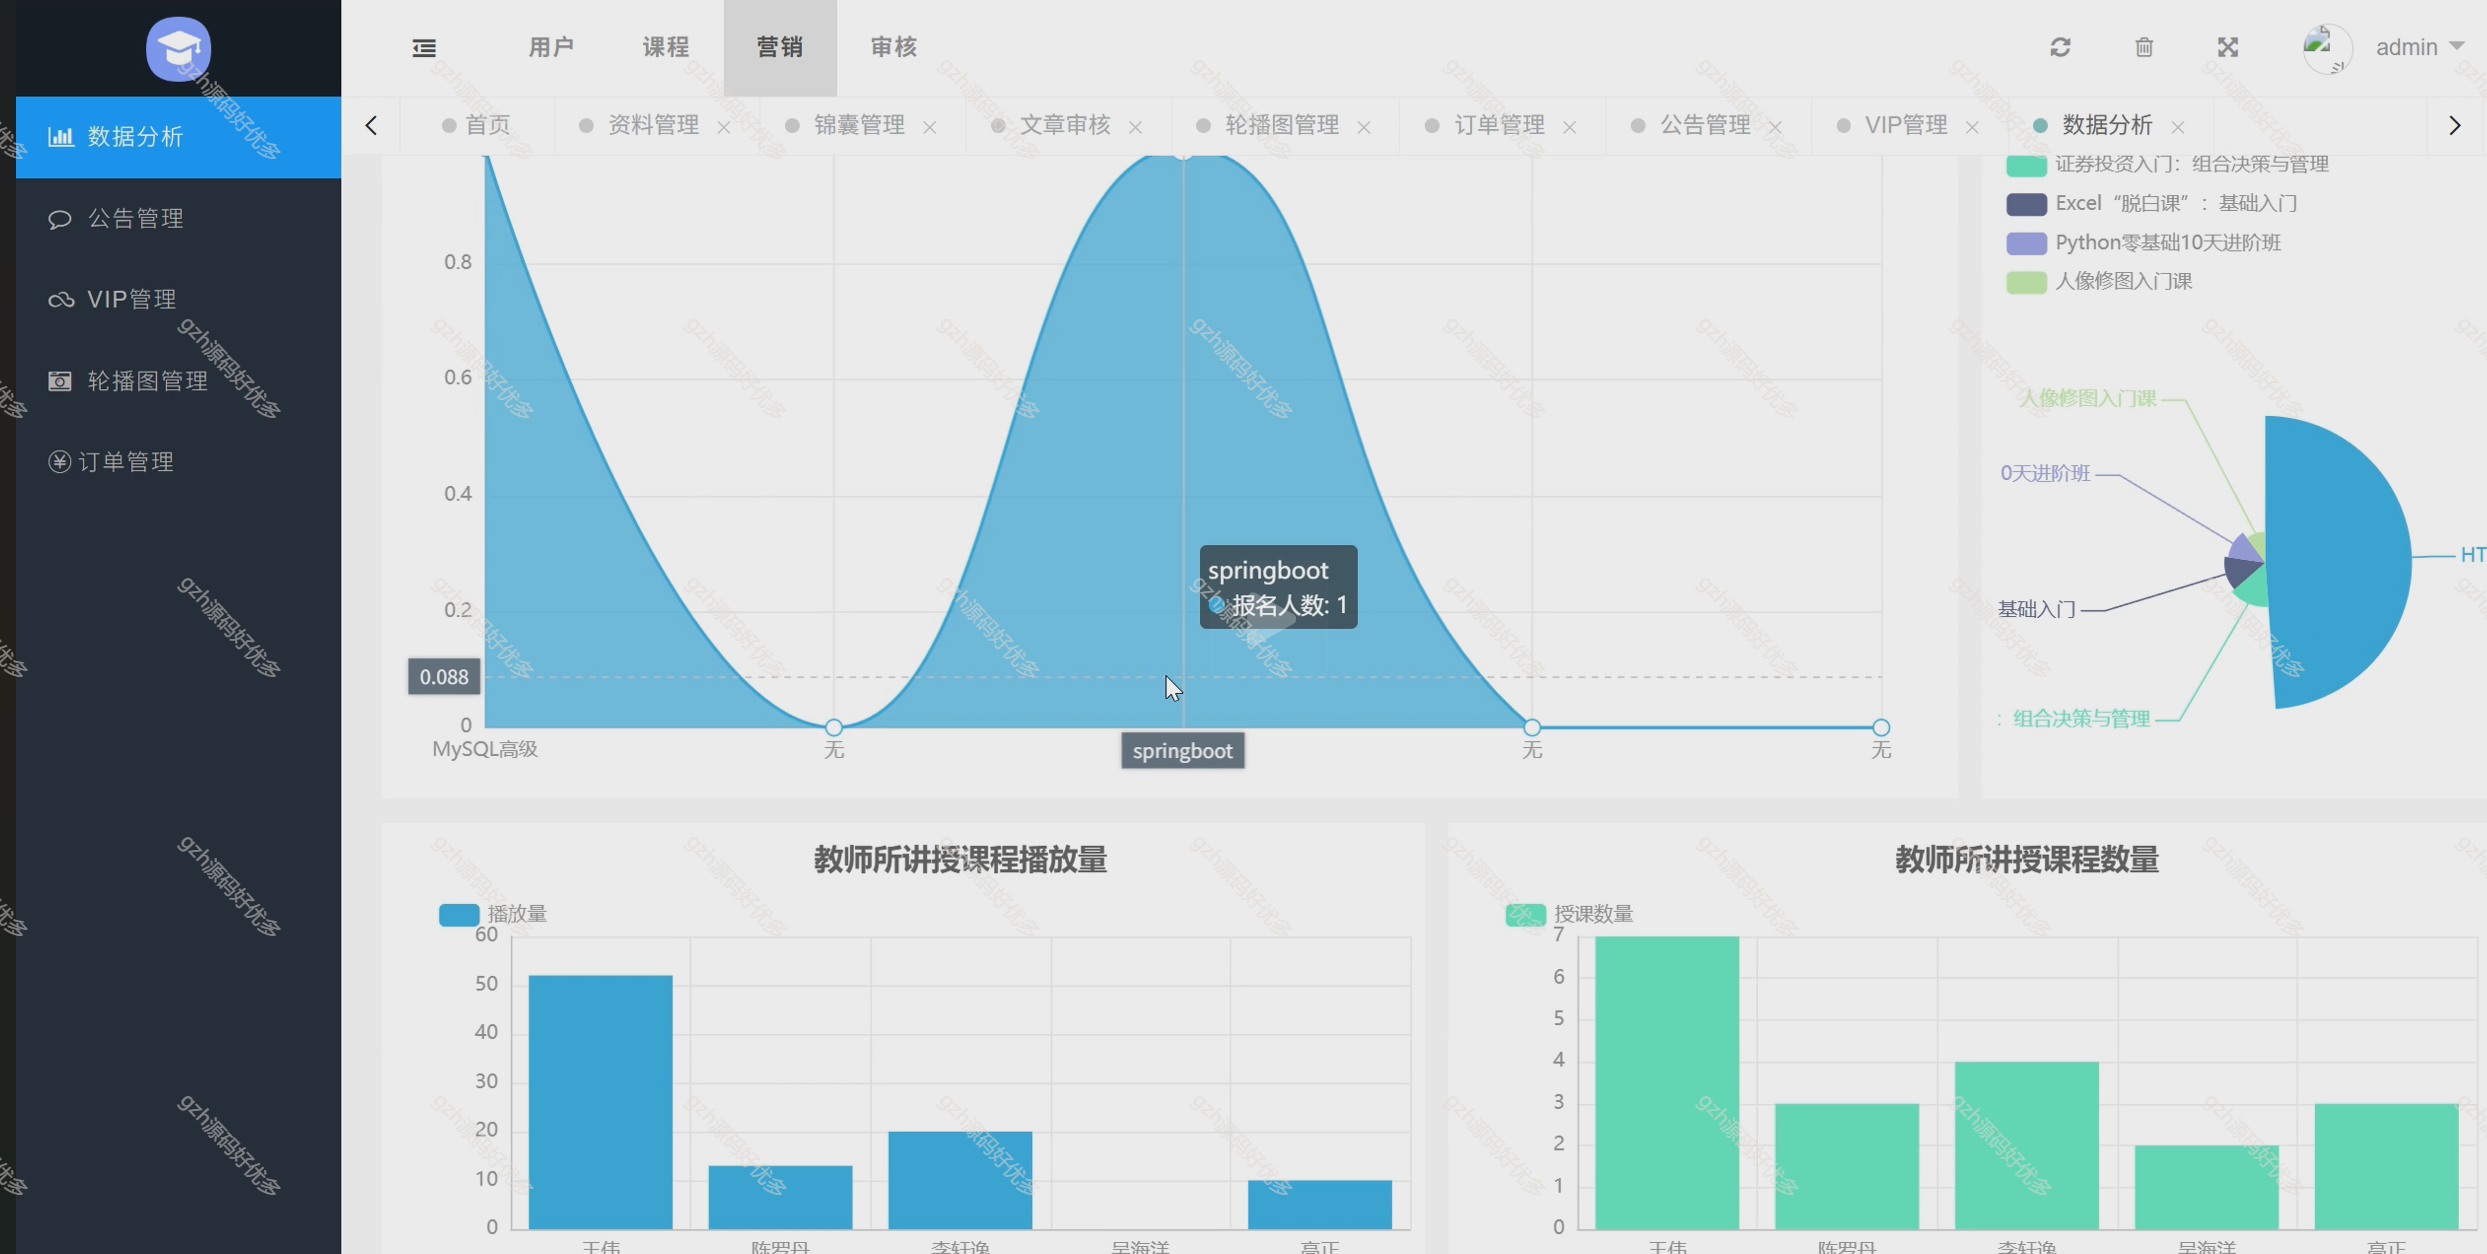 用户
课程
营销
审核
admin
首页
资料管理
锦囊管理
文章审核
轮播图管理
订单管理
公告管理
VIP管理
数据分析
数据分析
公告管理
VIP管理
轮播图管理
订单管理
0.8
0.6
0.4
0.2
0.088
0
MySQL高级
无
springboot
无
无
springboot
报名人数: 1
证券投资入门：组合决策与管理
Excel“脱白课”：基础入门
Python零基础10天进阶班
人像修图入门课
人像修图入门课
0天进阶班
基础入门
：组合决策与管理
HT
教师所讲授课程播放量
播放量
60
50
40
30
20
10
0
王伟
陈罗丹
李轩逸
吴海洋
高正
教师所讲授课程数量
授课数量
7
6
5
4
3
2
1
0
王伟
陈罗丹
李轩逸
吴海洋
高正
gzh源码好优多